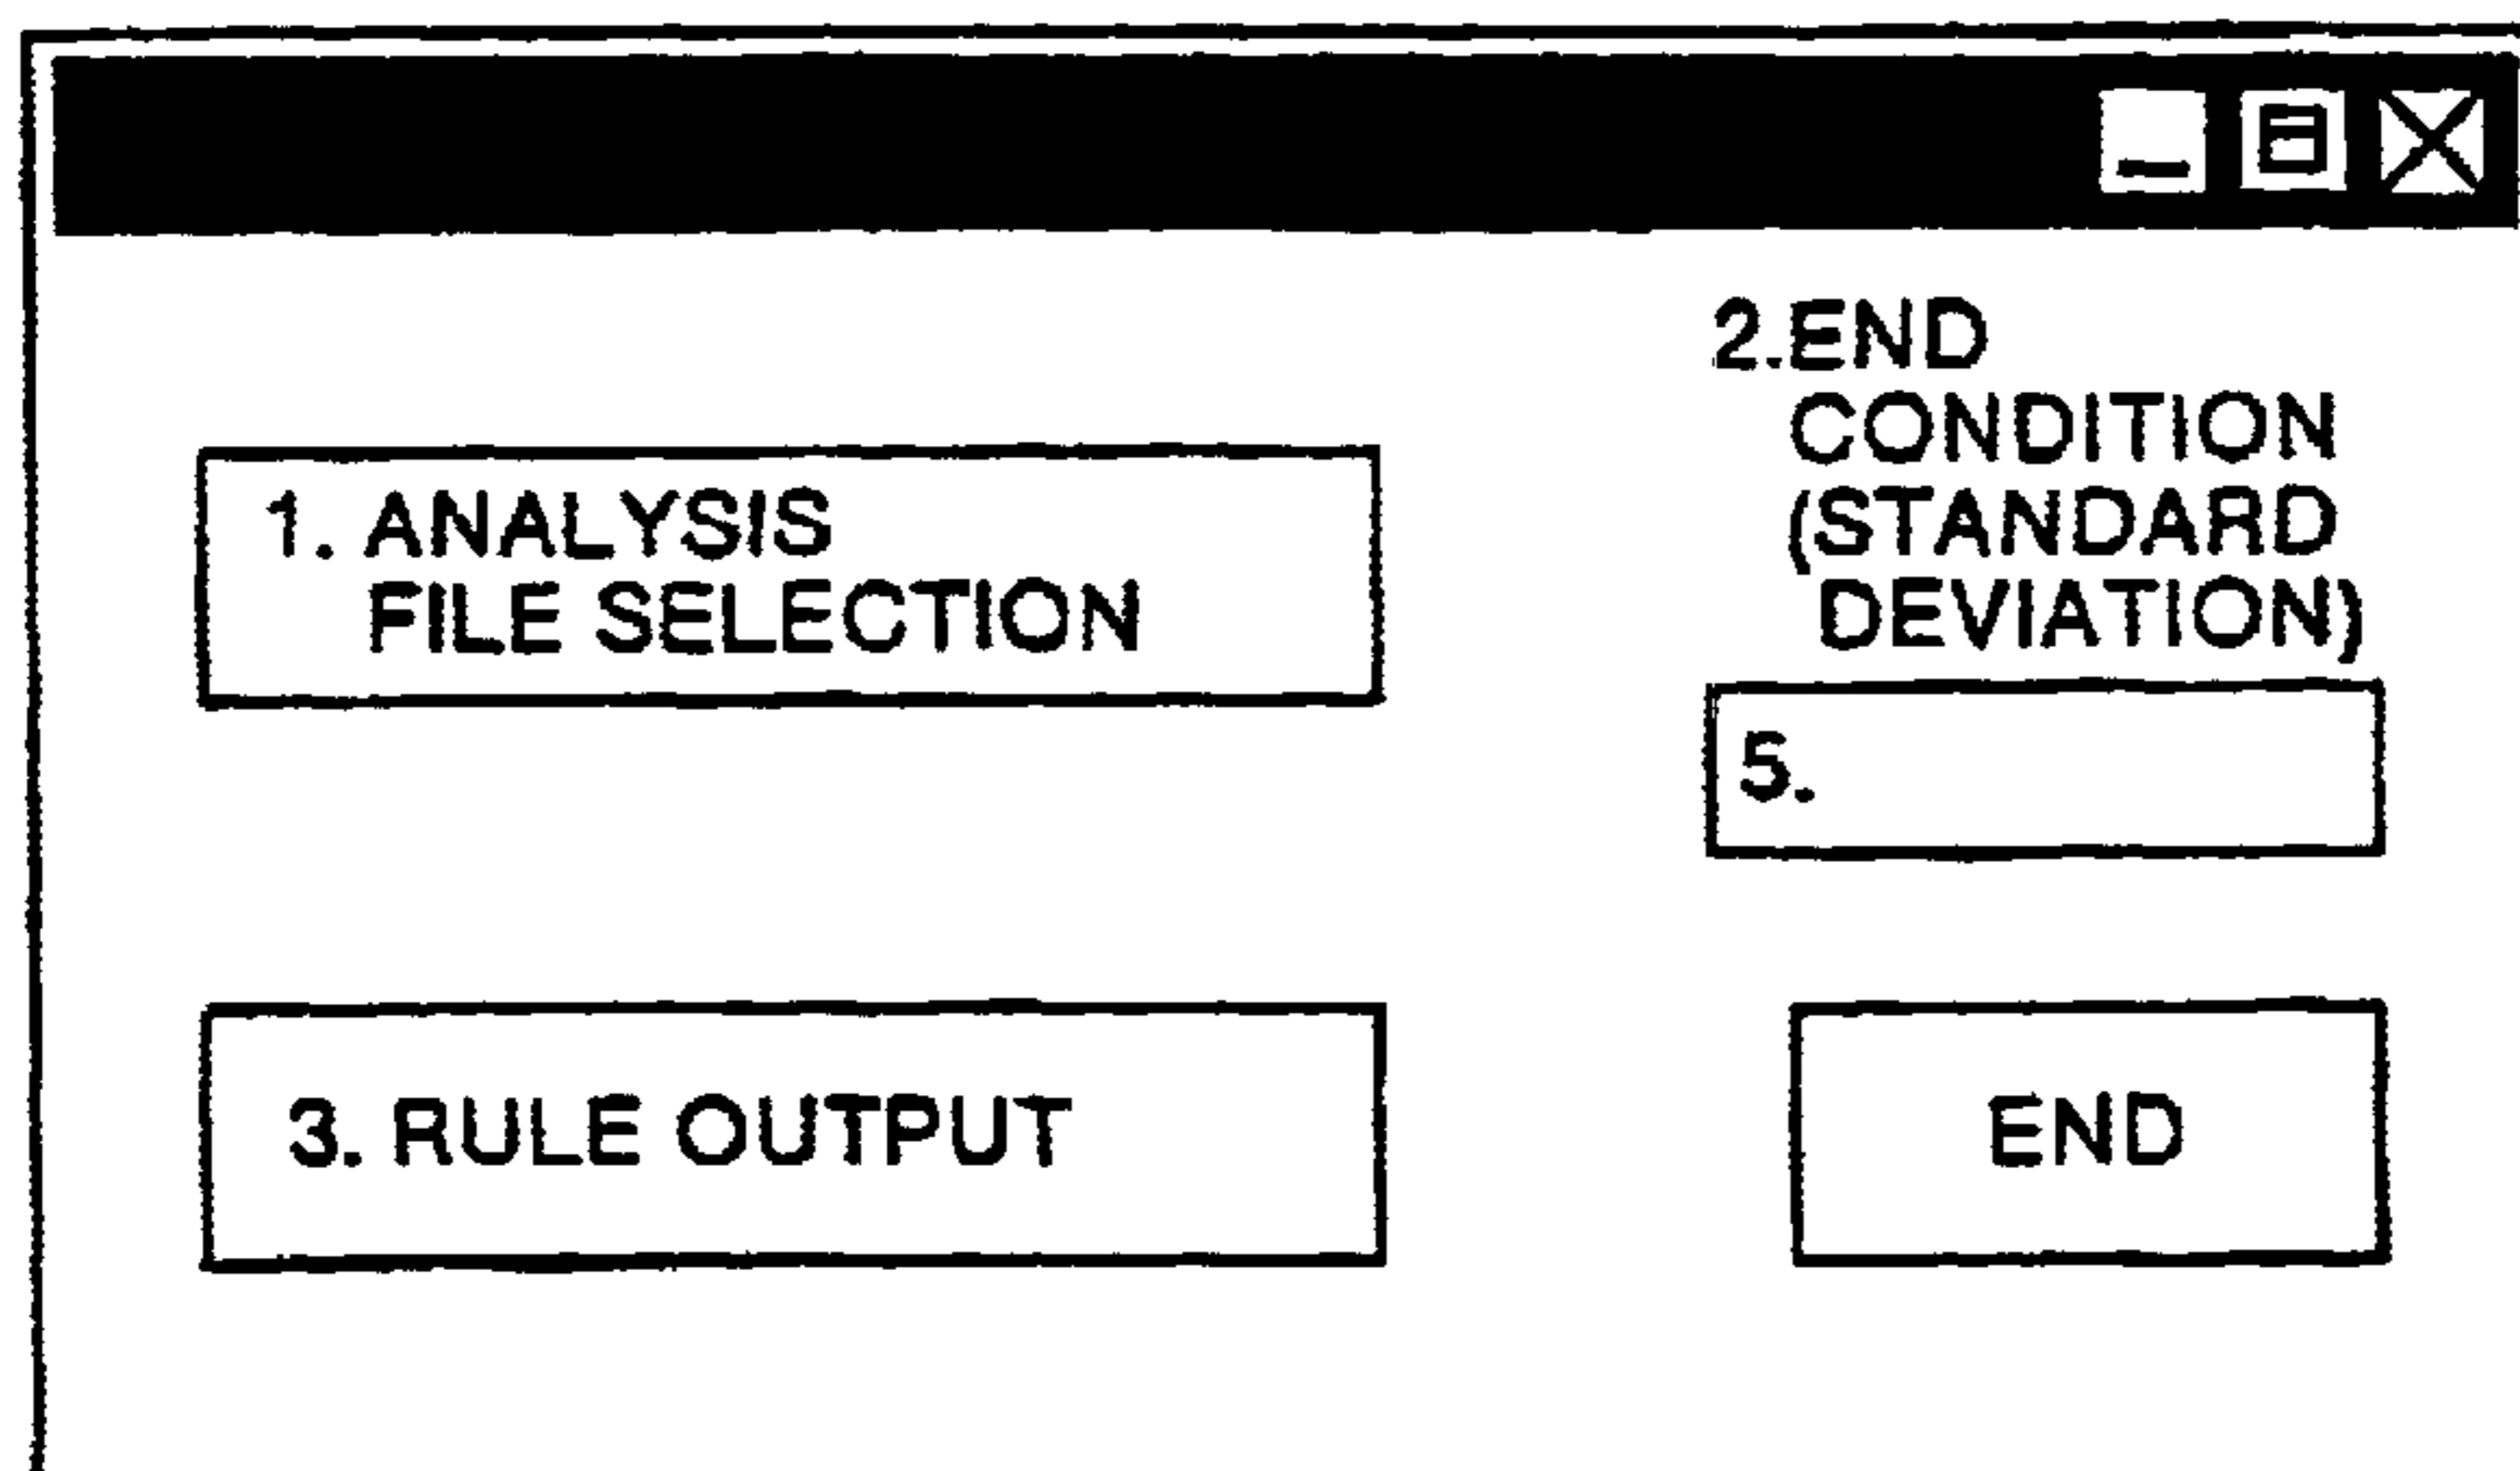 1. ANALYSIS
FILE SELECTION
2.END
CONDITION
(STANDARD
DEVIATION)
5.
3. RULE OUTPUT
END